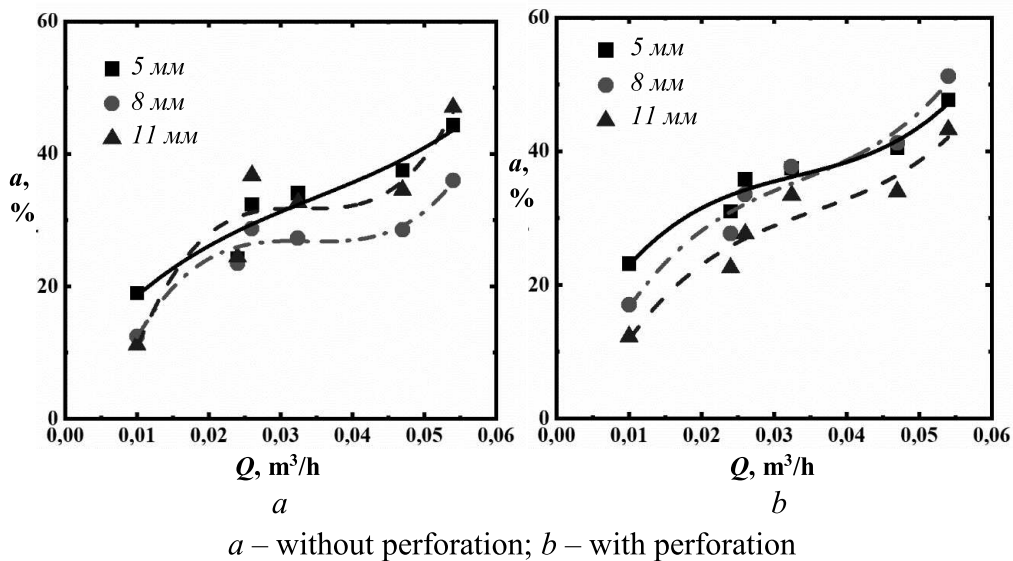 60
40
20
0
a,
%
5 мм
8 мм
11 мм
0,00 0,01 0,02 0,03 0,04 0,05 0,06
Q, m³/h
a
60
40
20
0
a,
%
5 мм
8 мм
11 мм
0,00 0,01 0,02 0,03 0,04 0,05 0,06
Q, m³/h
b
a – without perforation; b – with perforation